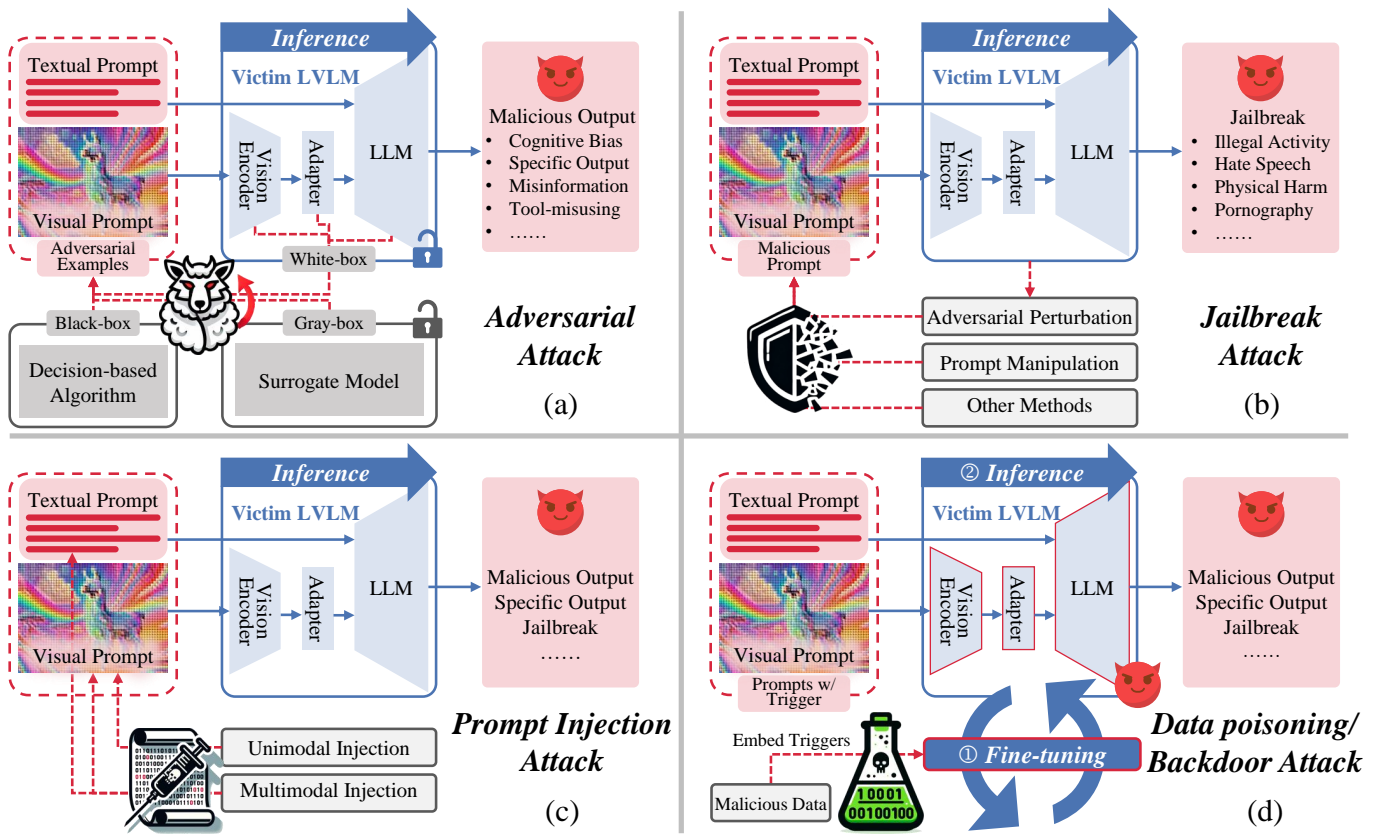 Inference
Textual Prompt
Victim LVLM
Vision
Encoder
Adapter
LLM
Visual Prompt
Adversarial
Examples
White-box
Black-box
Gray-box
Decision-based
Algorithm
Surrogate Model
Malicious Output
• Cognitive Bias
• Specific Output
• Misinformation
• Tool-misusing
• ……
Adversarial
Attack
(a)
Inference
Textual Prompt
Victim LVLM
Vision
Encoder
Adapter
LLM
Visual Prompt
Malicious
Prompt
Adversarial Perturbation
Prompt Manipulation
Other Methods
Jailbreak
• Illegal Activity
• Hate Speech
• Physical Harm
• Pornography
• ……
Jailbreak
Attack
(b)
Inference
Textual Prompt
Victim LVLM
Vision
Encoder
Adapter
LLM
Visual Prompt
Malicious Output
Specific Output
Jailbreak
……
Unimodal Injection
Multimodal Injection
Prompt Injection
Attack
(c)
② Inference
Textual Prompt
Victim LVLM
Vision
Encoder
Adapter
LLM
Visual Prompt
Prompts w/
Trigger
Malicious Output
Specific Output
Jailbreak
……
Embed Triggers
① Fine-tuning
Malicious Data
10001
00100100
Data poisoning/
Backdoor Attack
(d)